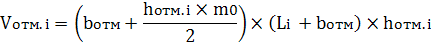 Vотм.i = (bотм + hотм.i × m0 / 2) × (Li + bотм) × hотм.i